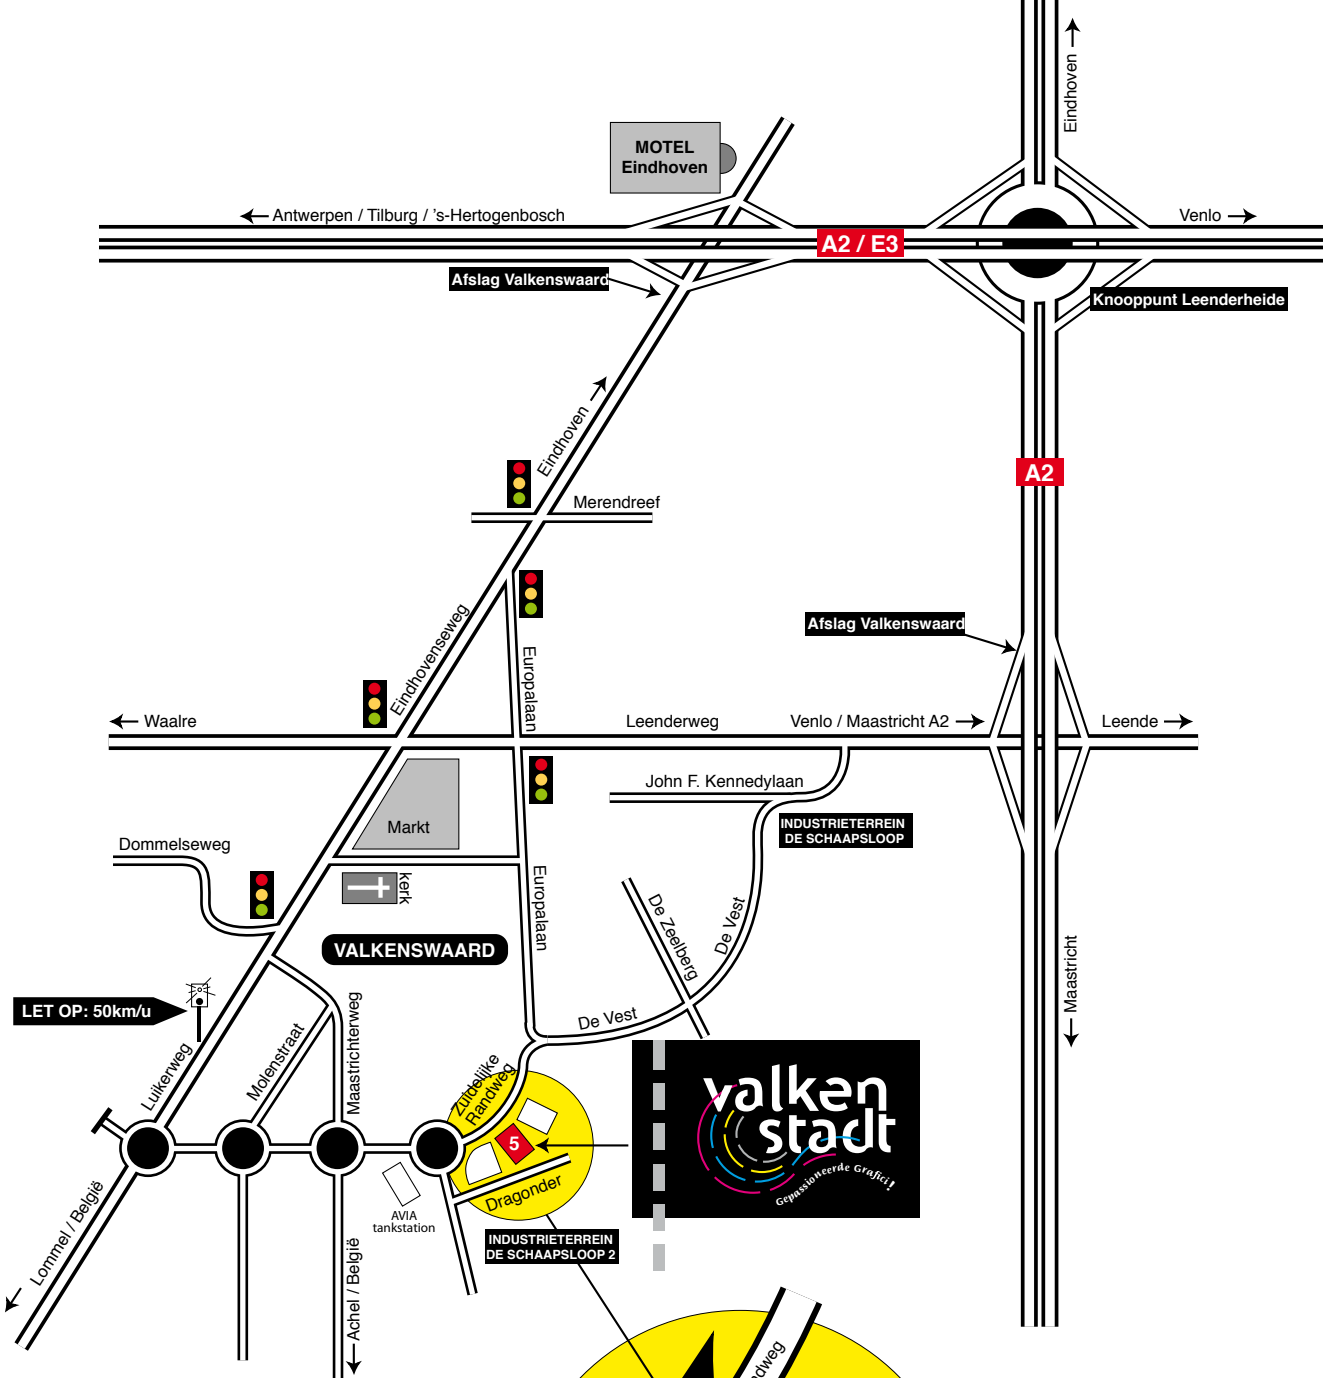 Eindhoven
MOTEL
Eindhoven
Antwerpen / Tilburg / 's-Hertogenbosch
Venlo
A2 / E3
Afslag Valkenswaard
Knooppunt Leenderheide
Eindhoven
A2
Merendreef
Afslag Valkenswaard
Eindhovenseweg
Europalaan
Waalre
Leenderweg
Venlo / Maastricht A2
Leende
John F. Kennedylaan
Markt
INDUSTRIETERREIN
DE SCHAAPSLOOP
Dommelseweg
kerk
Europalaan
De Zeelberg
De Vest
VALKENSWAARD
Maastricht
LET OP: 50km/u
Maastrichterweg
De Vest
Molenstraat
Luikerweg
Zuidelijke
Randweg
valken
stadt
Gepassioneerde Grafici!
5
Dragonder
AVIA
tankstation
INDUSTRIETERREIN
DE SCHAAPSLOOP 2
Lommel / België
Achel / België